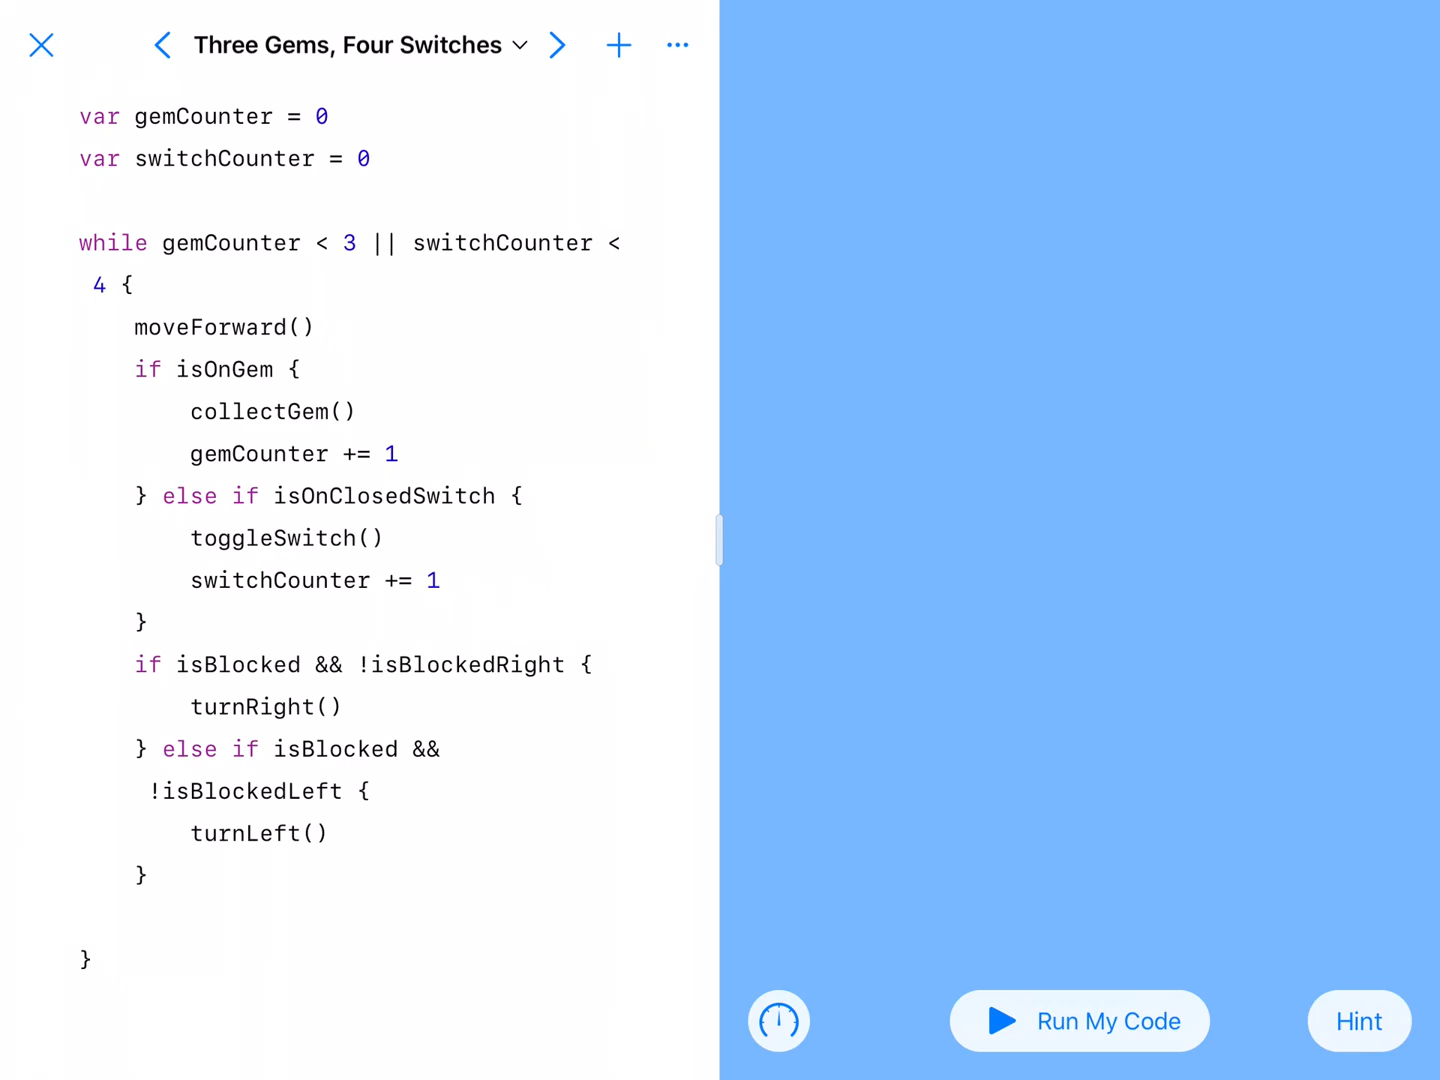 Three Gems, Four Switches
var gemCounter = 0
var switchCounter = 0
while gemCounter < 3 || switchCounter <
4 {
moveForward()
if isOnGem {
collectGem()
gemCounter += 1
} else if isOnClosedSwitch {
toggleSwitch()
switchCounter += 1
}
if isBlocked && !isBlockedRight {
turnRight()
} else if isBlocked &&
!isBlockedLeft {
turnLeft()
}
}
Run My Code
Hint